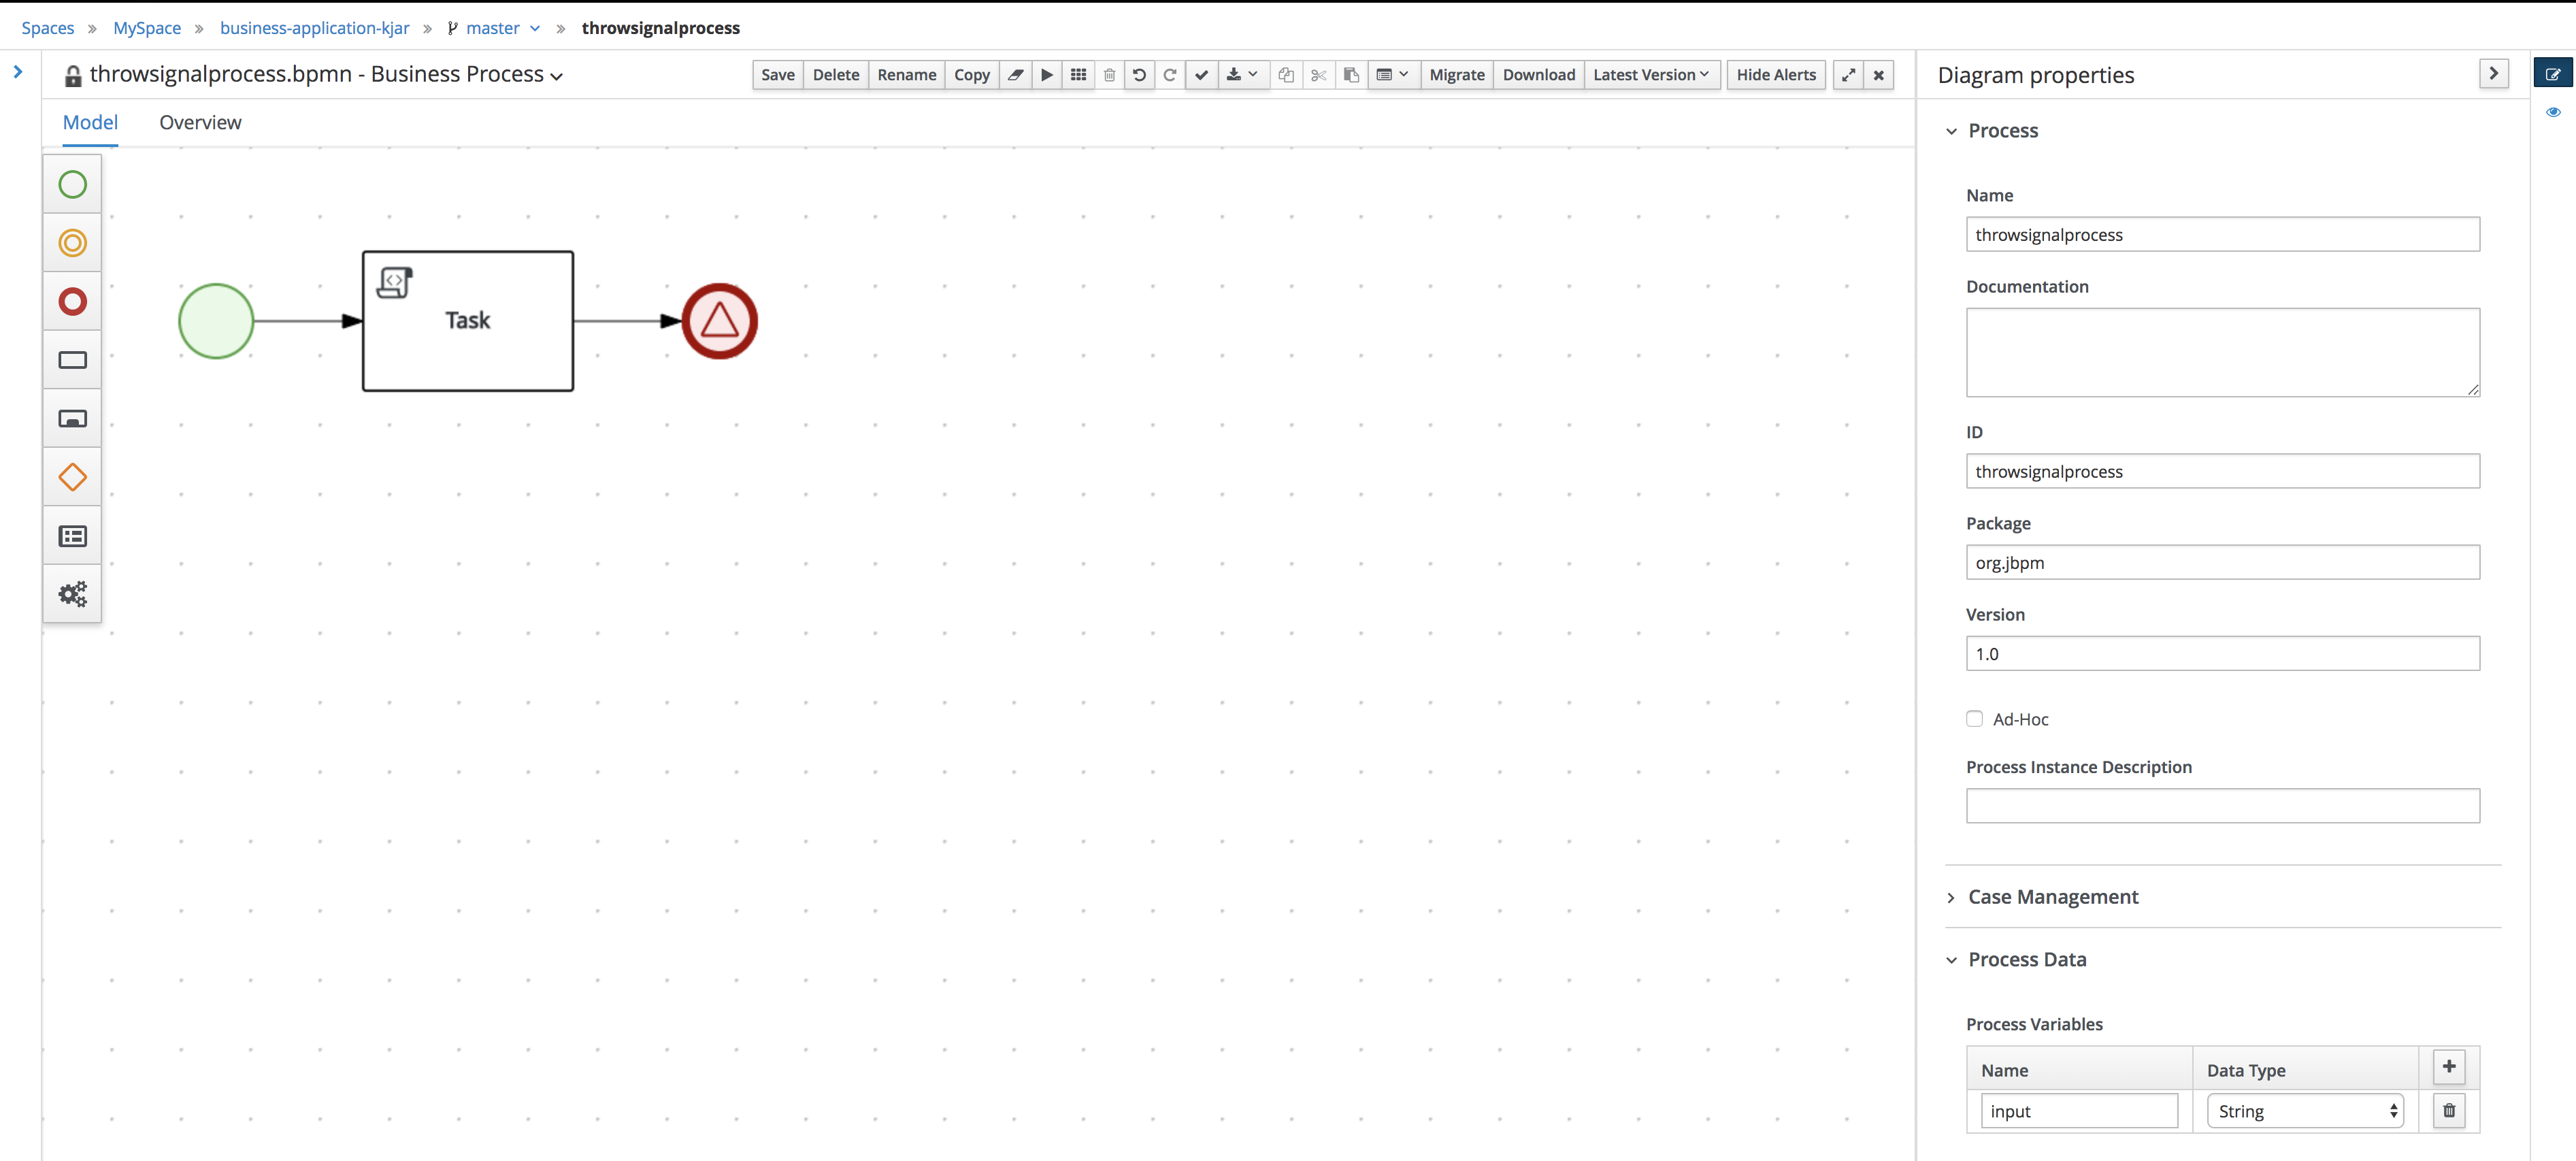 Spaces » MySpace » business-application-kjar » master » throwsignalprocess
throwsignalprocess.bpmn - Business Process
Save Delete Rename Copy Migrate Download Latest Version Hide Alerts
Model Overview
Task
Diagram properties
Process
Name
throwsignalprocess
Documentation
ID
throwsignalprocess
Package
org.jbpm
Version
1.0
Ad-Hoc
Process Instance Description
Case Management
Process Data
Process Variables
Name Data Type
input String